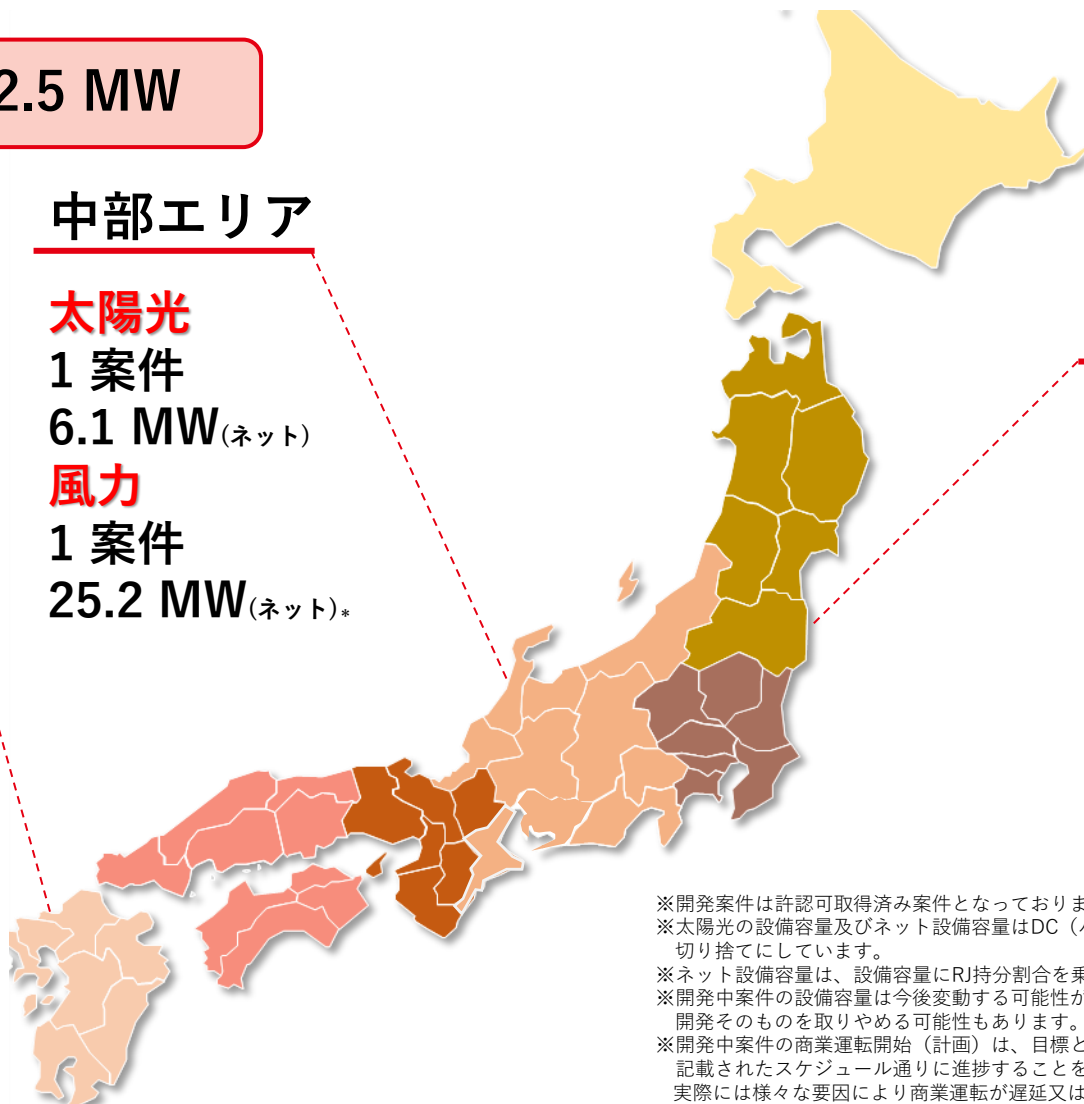 2.5 MW
中部エリア
太陽光
1 案件
6.1 MW(ネット)
風力
1 案件
25.2 MW(ネット)*
※開発案件は許認可取得済み案件となっておりま
※太陽光の設備容量及びネット設備容量はDC（
切り捨てにしています。
※ネット設備容量は、設備容量にRJ持分割合を乗
※開発中案件の設備容量は今後変動する可能性が
開発そのものを取りやめる可能性もあります。
※開発中案件の商業運転開始（計画）は、目標と
記載されたスケジュール通りに進捗することを
実際には様々な要因により商業運転が遅延又は